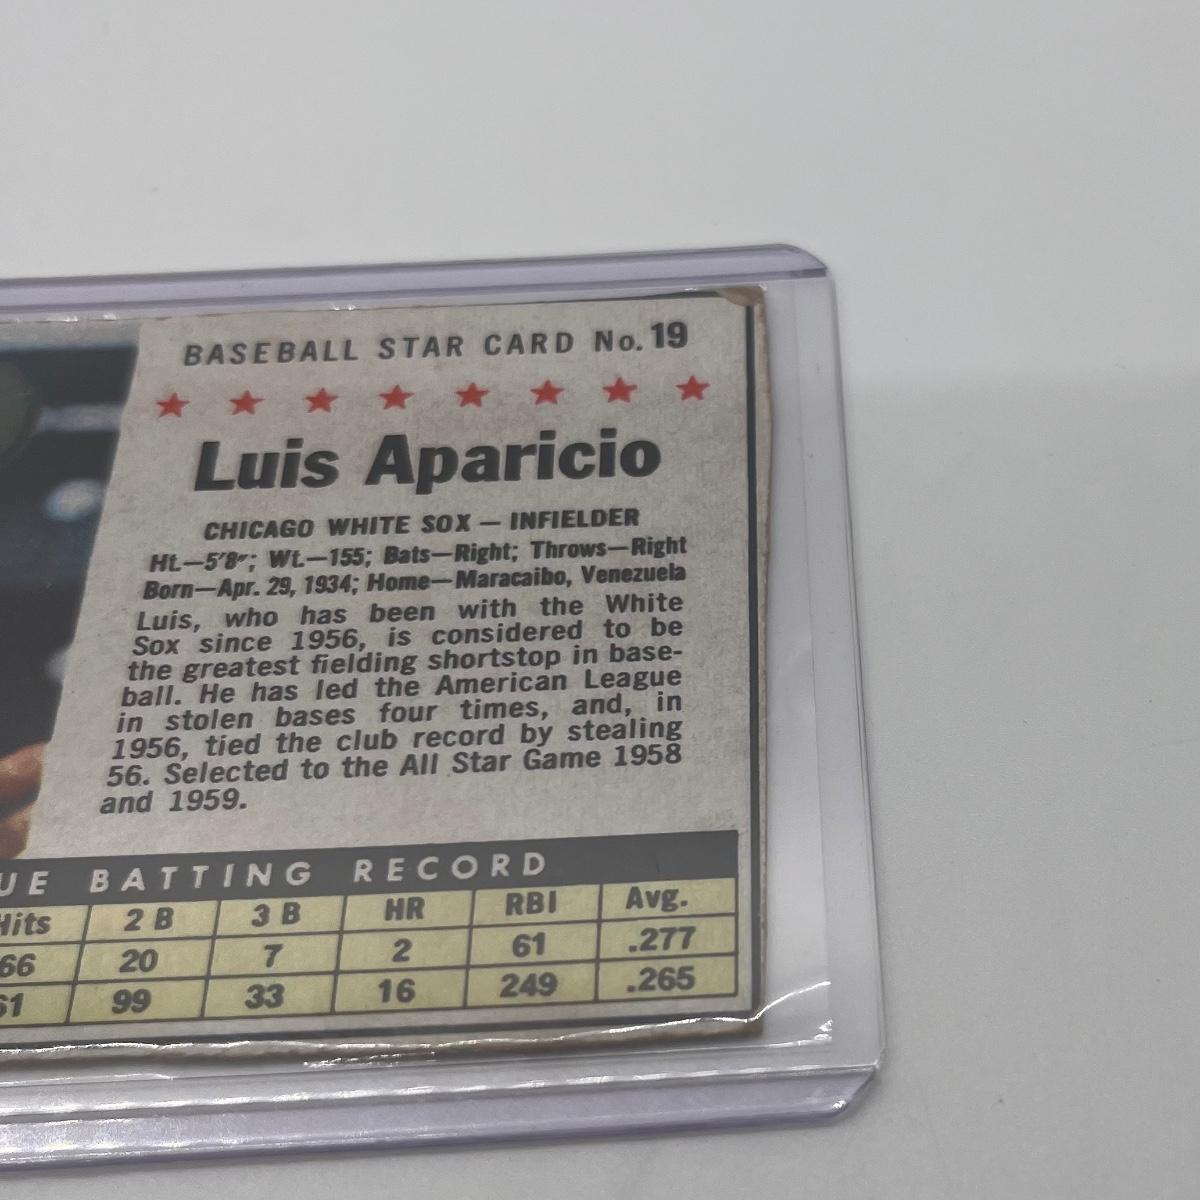 BASEBALL STAR CARD No. 19
Luis Aparicio
CHICAGO WHITE SOX — INFIELDER
Ht.—5'8"; Wt.—155; Bats—Right; Throws—Right
Born—Apr. 29, 1934; Home—Maracaibo, Venezuela
Luis, who has been with the White
Sox since 1956, is considered to be
the greatest fielding shortstop in base-
ball. He has led the American League
in stolen bases four times, and, in
1956, tied the club record by stealing
56. Selected to the All Star Game 1958
and 1959.
UE BATTING RECORD
Hits 2 B 3 B HR RBI Avg.
66 20 7 2 61 .277
61 99 33 16 249 .265